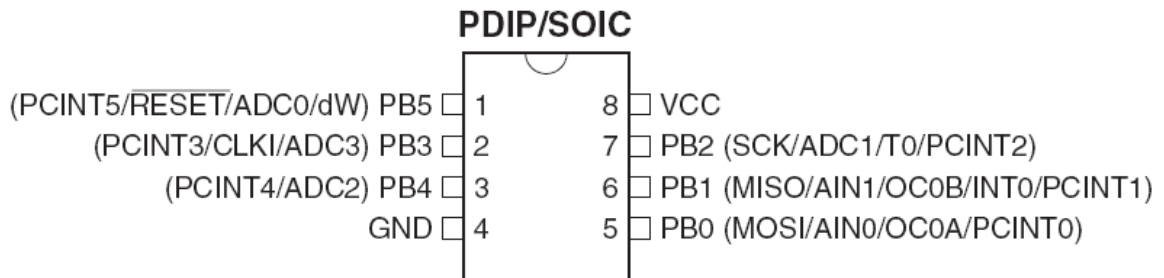 PDIP/SOIC
(PCINT5/RESET/ADC0/dW) PB5 1 8 VCC
(PCINT3/CLKI/ADC3) PB3 2 7 PB2 (SCK/ADC1/T0/PCINT2)
(PCINT4/ADC2) PB4 3 6 PB1 (MISO/AIN1/OC0B/INT0/PCINT1)
GND 4 5 PB0 (MOSI/AIN0/OC0A/PCINT0)